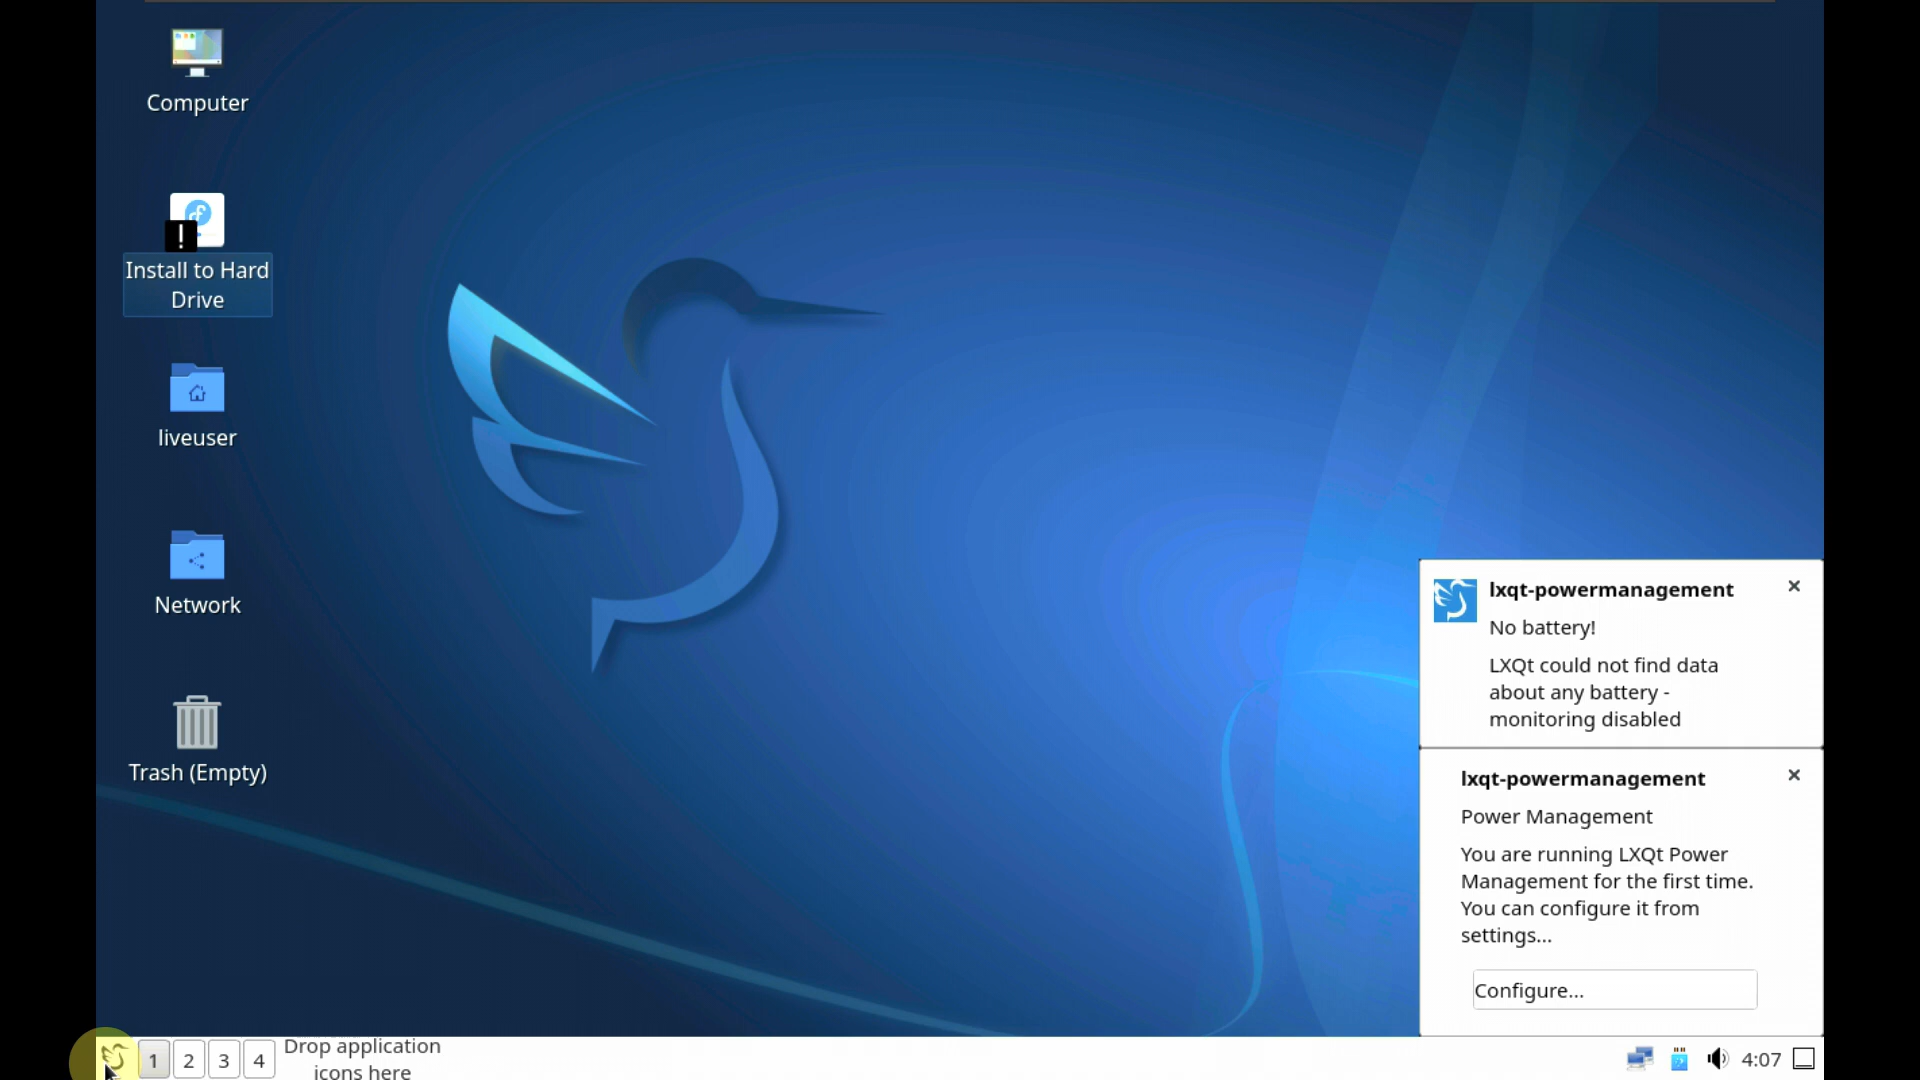 Computer
!
Install to Hard
Drive
liveuser
Network
Trash (Empty)
lxqt-powermanagement
No battery!
LXQt could not find data
about any battery -
monitoring disabled
lxqt-powermanagement
Power Management
You are running LXQt Power
Management for the first time.
You can configure it from
settings...
Configure...
1 2 3 4
Drop application
icons here
4:07